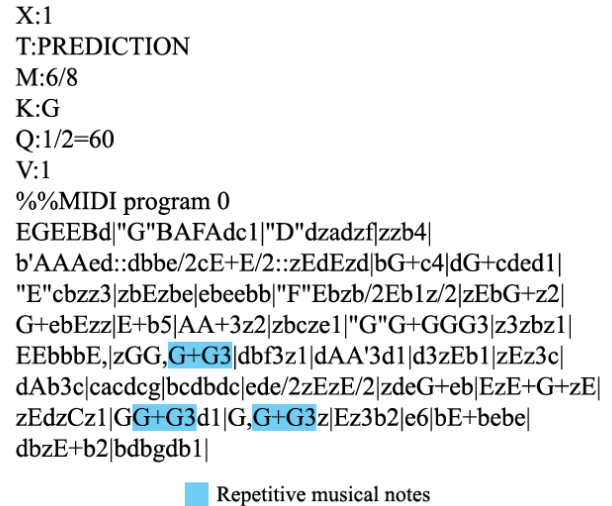 X:1
T:PREDICTION
M:6/8
K:G
Q:1/2=60
V:1
%%MIDI program 0
EGEEBd|"G"BAFAdc1|"D"dzadzf|zzb4|
b'AAAed::dbbe/2cE+E/2::zEdEzd|bG+c4|dG+cded1|
"E"cbzz3|zbEzbe|ebeebb|"F"Ebzb/2Eb1z/2|zEbG+z2|
G+ebEzz|E+b5|AA+3z2|zbcze1|"G"G+GGG3|z3zbz1|
EEbbbE,|zGG,G+G3|dbf3z1|dAA'3d1|d3zEb1|zEz3c|
dAb3c|cacdcg|bcdbdc|ede/2zEzE/2|zdeG+eb|EzE+G+zE|
zEdzCz1|GG+G3d1|G,G+G3z|Ez3b2|e6|bE+bebe|
dbzE+b2|bdbgdb1|
Repetitive musical notes